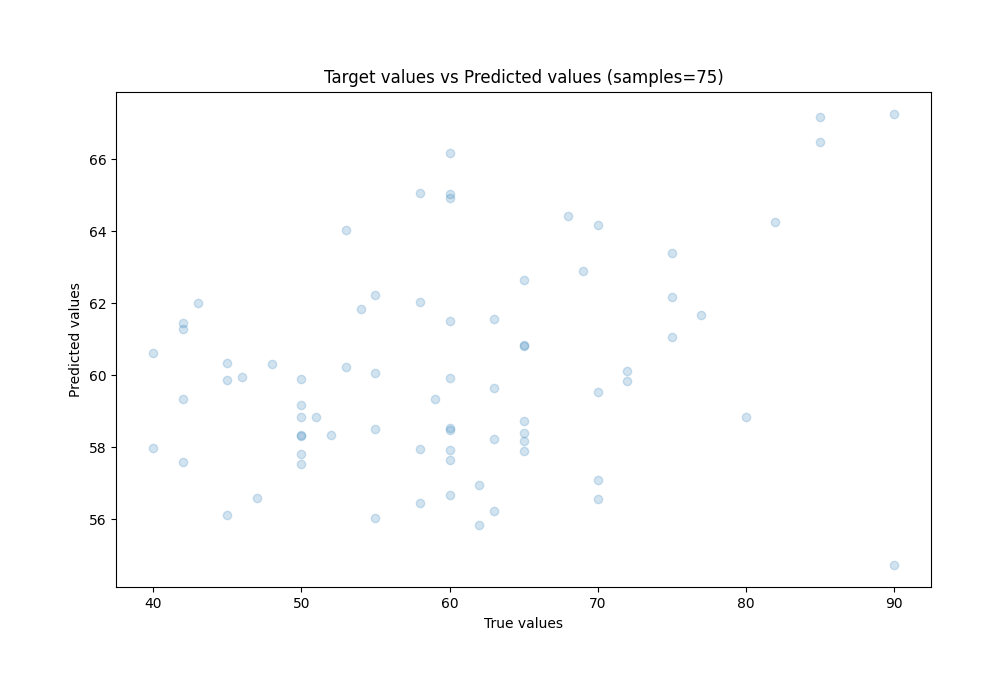 Target values vs Predicted values (samples=75)
Predicted values
66
64
62
60
58
56
40 50 60 70 80 90
True values